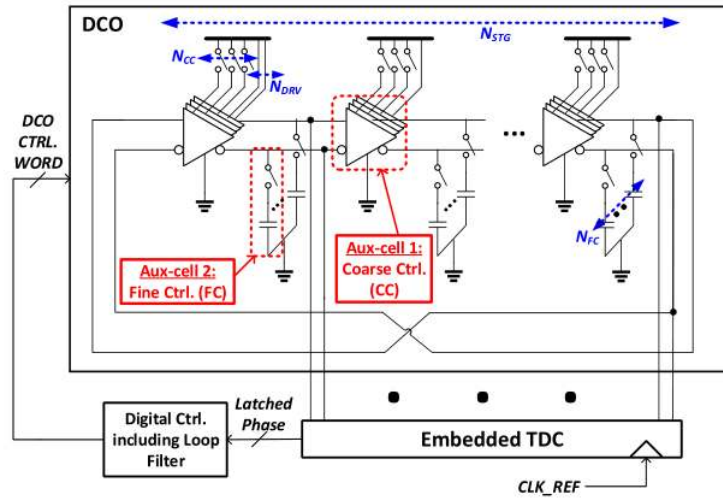 DCO
N_STG
N_CC
N_DRV
DCO
CTRL.
WORD
N_FC
Aux-cell 2:
Fine Ctrl. (FC)
Aux-cell 1:
Coarse Ctrl.
(CC)
Digital Ctrl.
including Loop
Filter
Latched
Phase
Embedded TDC
CLK_REF